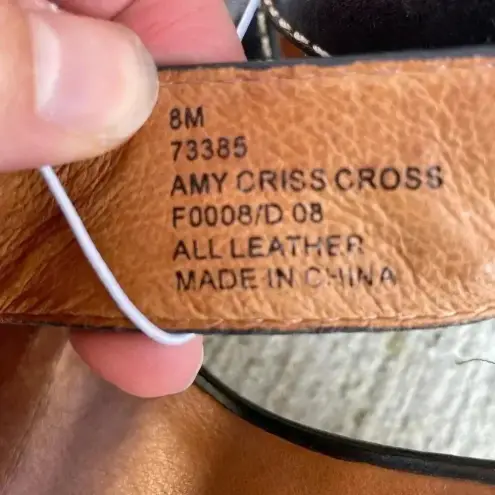 8M
73385
AMY CRISS CROSS
F0008/D 08
ALL LEATHER
MADE IN CHINA